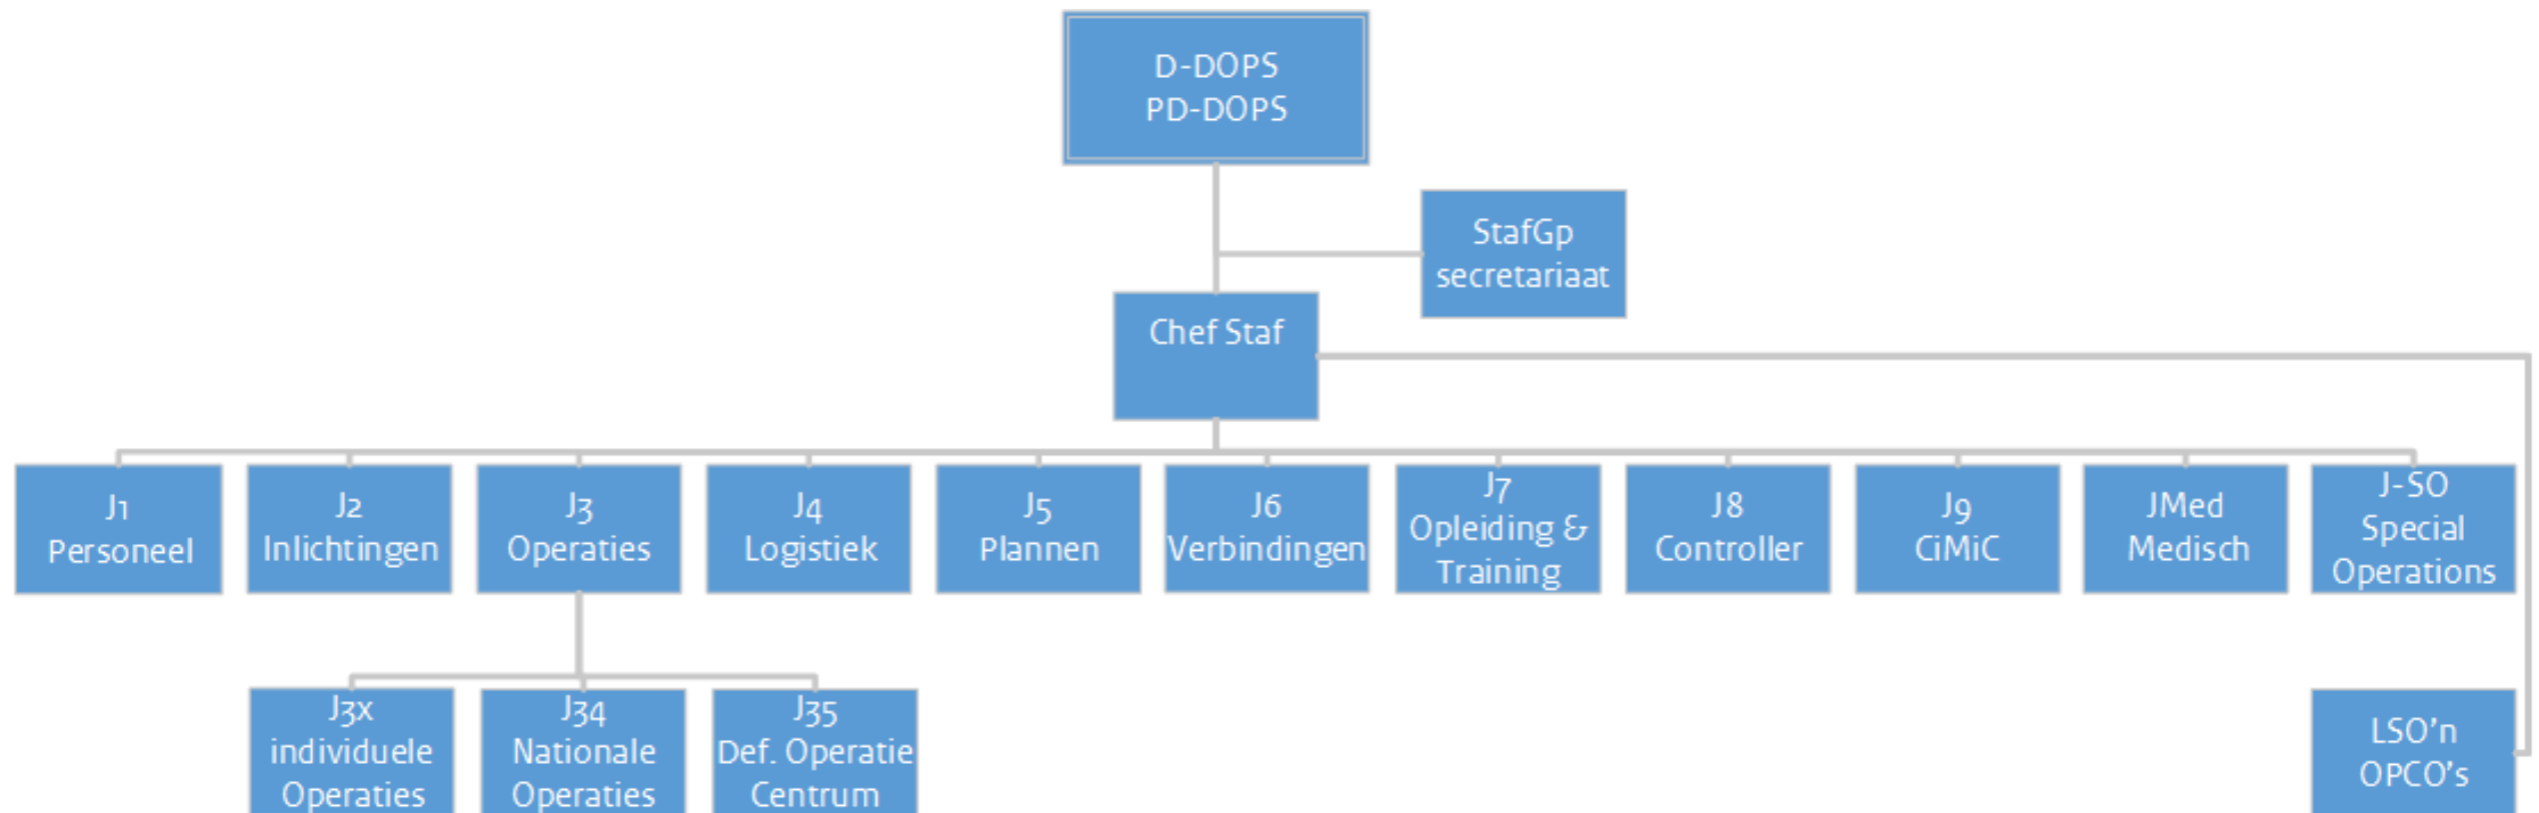 D-DOPS
PD-DOPS
StafGp
secretariaat
Chef Staf
J1
Personeel
J2
Inlichtingen
J3
Operaties
J4
Logistiek
J5
Plannen
J6
Verbindingen
J7
Opleiding &
Training
J8
Controller
J9
CiMiC
JMed
Medisch
J-SO
Special
Operations
J3x
individuele
Operaties
J34
Nationale
Operaties
J35
Def. Operatie
Centrum
LSO’n
OPCO’s